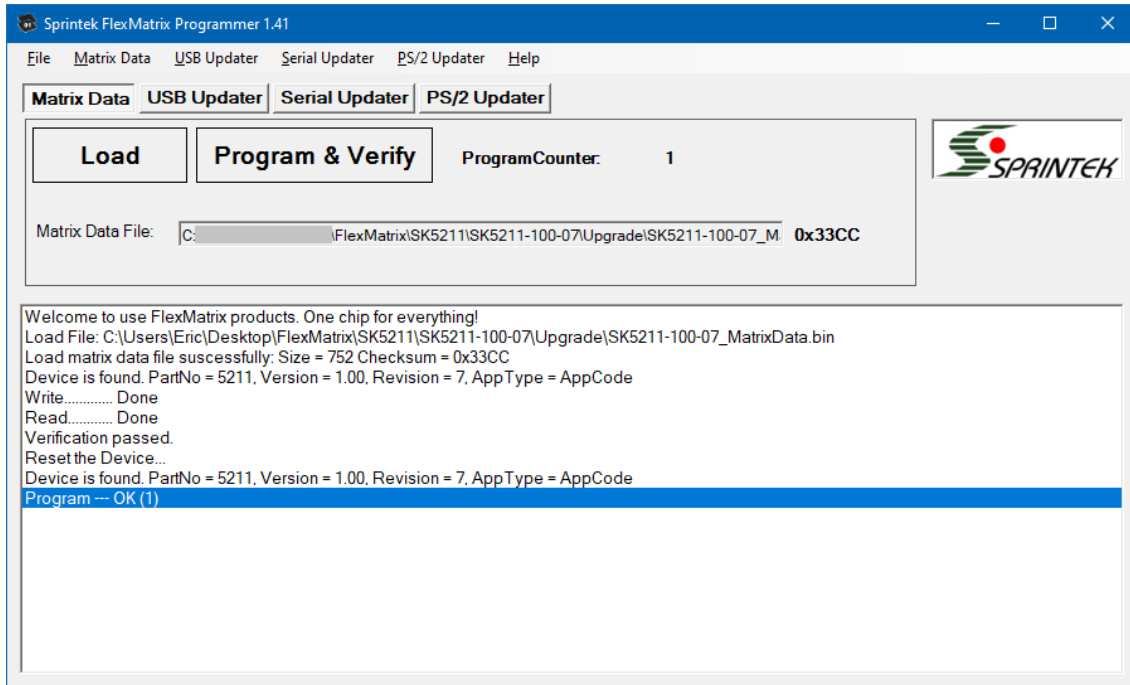 Sprintek FlexMatrix Programmer 1.41
File Matrix Data USB Updater Serial Updater PS/2 Updater Help
Matrix Data USB Updater Serial Updater PS/2 Updater
Load Program & Verify ProgramCounter: 1
SPRINTEK
Matrix Data File: C: \FlexMatrix\SK5211\SK5211-100-07\Upgrade\SK5211-100-07_M 0x33CC
Welcome to use FlexMatrix products. One chip for everything!
Load File: C:\Users\Eric\Desktop\FlexMatrix\SK5211\SK5211-100-07\Upgrade\SK5211-100-07_MatrixData.bin
Load matrix data file suscessfully: Size = 752 Checksum = 0x33CC
Device is found. PartNo = 5211, Version = 1.00, Revision = 7, AppType = AppCode
Write............. Done
Read............ Done
Verification passed.
Reset the Device...
Device is found. PartNo = 5211, Version = 1.00, Revision = 7, AppType = AppCode
Program --- OK (1)